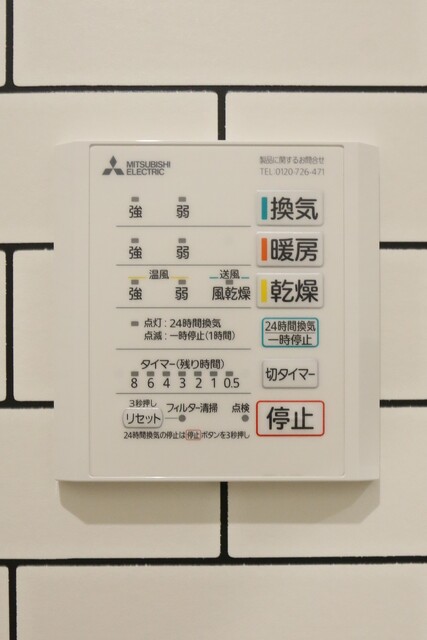 MITSUBISHI
ELECTRIC
製品に関するお問合せ
TEL:0120-726-471
強 弱 換気
強 弱 暖房
温風 送風
強 弱 風乾燥 乾燥
点灯:24時間換気
点滅:一時停止(1時間)
24時間換気
一時停止
タイマー(残り時間)
8 6 4 3 2 1 0.5
切タイマー
3秒押し
リセット フィルター清掃 点検
停止
24時間換気の停止は停止ボタンを3秒押し